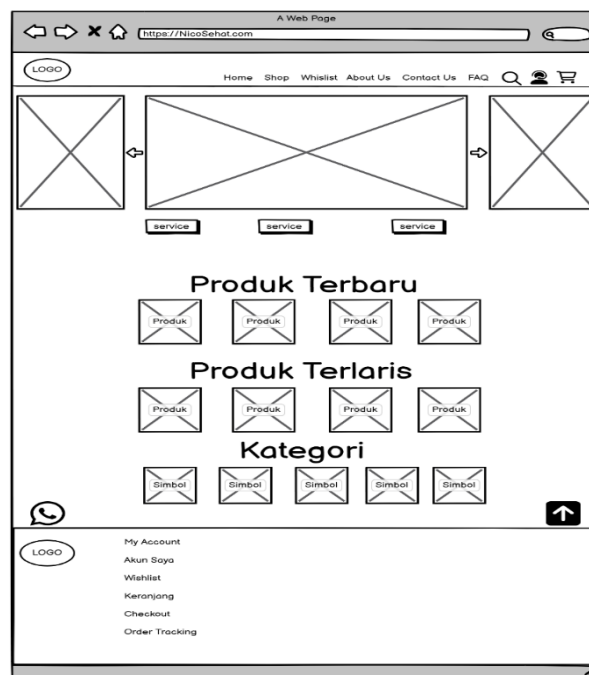 A Web Page
https://NicoSehat.com
LOGO
Home Shop Whislist About Us Contact Us FAQ
service service service
Produk Terbaru
Produk Produk Produk Produk
Produk Terlaris
Produk Produk Produk Produk
Kategori
Simbol Simbol Simbol Simbol Simbol
LOGO
My Account
Akun Saya
Wishlist
Keranjang
Checkout
Order Tracking